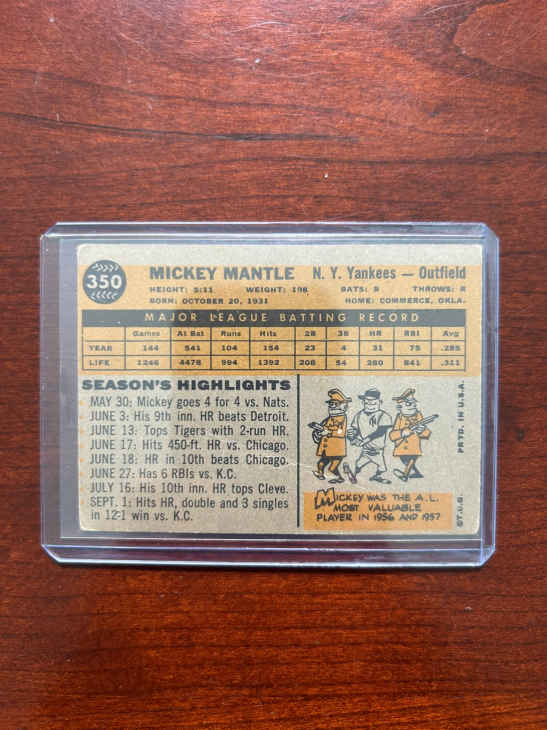 350
MICKEY MANTLE N. Y. Yankees — Outfield
HEIGHT: 5:11 WEIGHT: 198 BATS: B THROWS: R
BORN: OCTOBER 20, 1931 HOME: COMMERCE, OKLA.
MAJOR LEAGUE BATTING RECORD
Games At Bat Runs Hits 2B 3B HR RBI Avg
YEAR 144 541 104 154 23 4 31 75 .285
LIFE 1246 4478 994 1392 208 54 280 841 .311
SEASON'S HIGHLIGHTS
MAY 30: Mickey goes 4 for 4 vs. Nats.
JUNE 3: His 9th inn. HR beats Detroit.
JUNE 13: Tops Tigers with 2-run HR.
JUNE 17: Hits 450-ft. HR vs. Chicago.
JUNE 18: HR in 10th beats Chicago.
JUNE 27: Has 6 RBIs vs. K.C.
JULY 16: His 10th inn. HR tops Cleve.
SEPT. 1: Hits HR, double and 3 singles
in 12-1 win vs. K.C.
MICKEY WAS THE A.L.
MOST VALUABLE
PLAYER IN 1956 AND 1957
©T.C.G. PRTD. IN U.S.A.